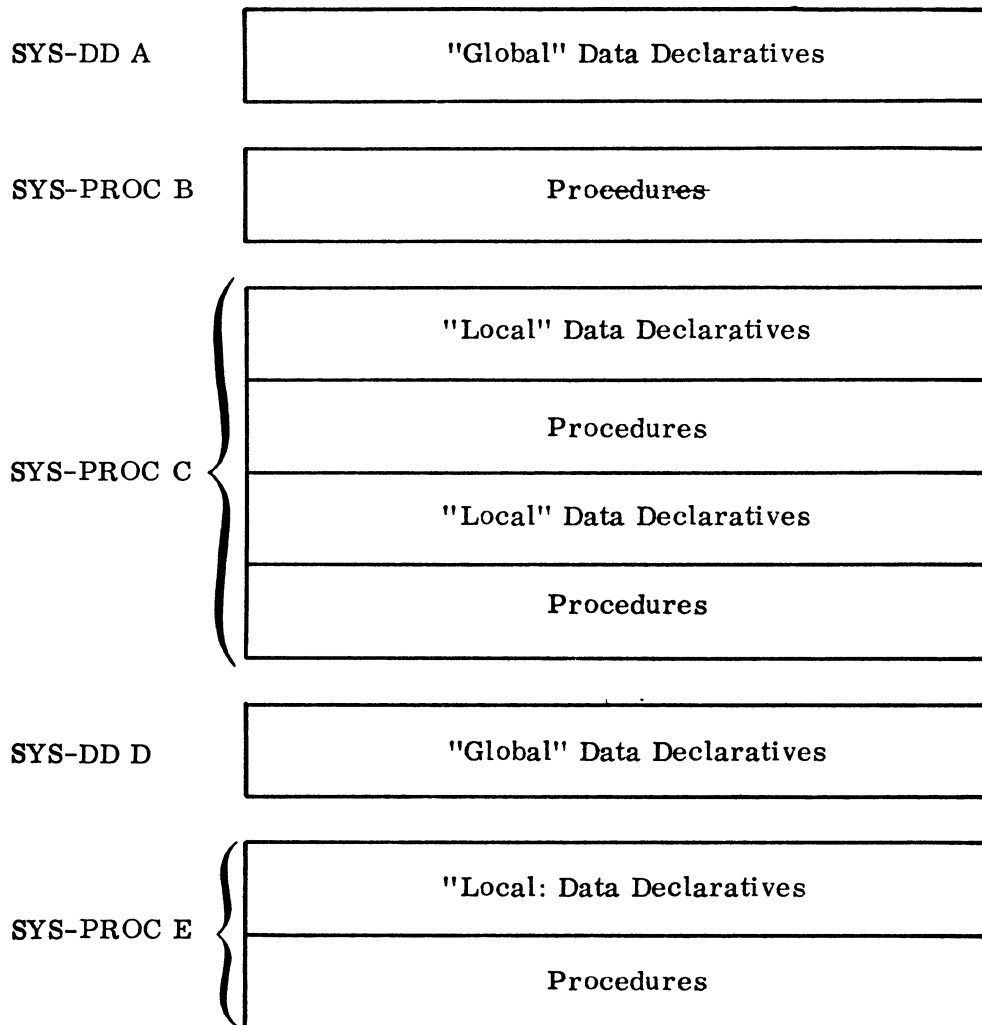 SYS-DD A
"Global" Data Declaratives
SYS-PROC B
Procedures
SYS-PROC C
"Local" Data Declaratives
Procedures
"Local" Data Declaratives
Procedures
SYS-DD D
"Global" Data Declaratives
SYS-PROC E
"Local: Data Declaratives
Procedures